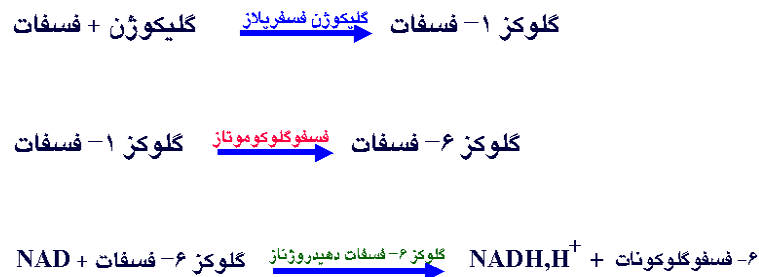 گلیکوژن + فسفات گلیکوژن فسفریلاز گلوکز ۱− فسفات
گلوکز ۱− فسفات فسفوگلوکوموتاز گلوکز ۶− فسفات
NAD + گلوکز ۶− فسفات گلوکز ۶− فسفات دهیدروژناز NADH,H⁺ + ۶− فسفوگلوکونات